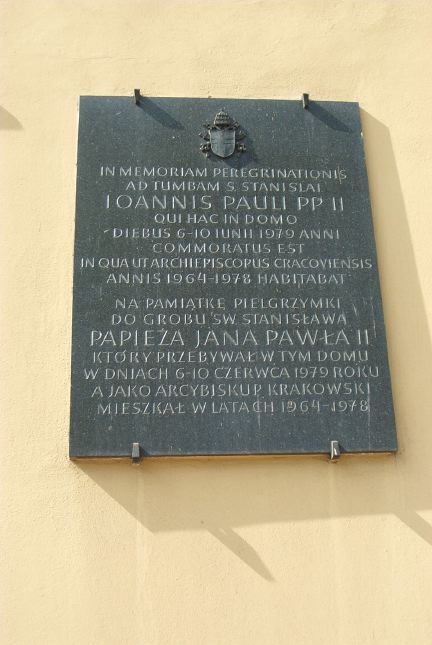 IN MEMORIAM PEREGRINATIONIS
AD TUMBAM S. STANISLAI
IOANNIS PAULI PP II
QUI HAC IN DOMO
DIEBUS 6-10 IUNII 1979 ANNI
COMMORATUS EST
IN QUA UT ARCHIEPISCOPUS CRACOVIENSIS
ANNIS 1964-1978 HABITABAT
NA PAMIĄTKĘ PIELGRZYMKI
DO GROBU ŚW. STANISŁAWA
PAPIEŻA JANA PAWŁA II
KTÓRY PRZEBYWAŁ W TYM DOMU
W DNIACH 6-10 CZERWCA 1979 ROKU
A JAKO ARCYBISKUP KRAKOWSKI
MIESZKAŁ W LATACH 1964-1978